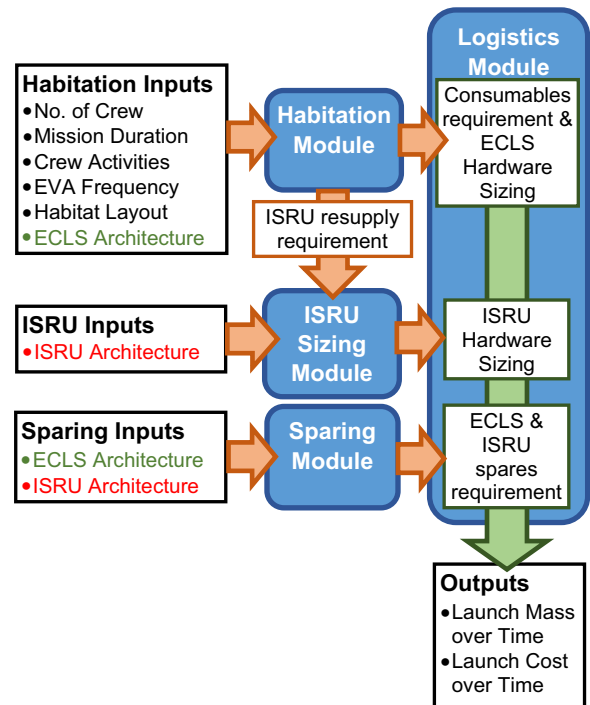 Habitation Inputs
•No. of Crew
•Mission Duration
•Crew Activities
•EVA Frequency
•Habitat Layout
•ECLS Architecture
Habitation
Module
Logistics
Module
Consumables
requirement &
ECLS
Hardware
Sizing
ISRU resupply
requirement
ISRU Inputs
•ISRU Architecture
ISRU
Sizing
Module
ISRU
Hardware
Sizing
Sparing Inputs
•ECLS Architecture
•ISRU Architecture
Sparing
Module
ECLS &
ISRU
spares
requirement
Outputs
•Launch Mass
over Time
•Launch Cost
over Time